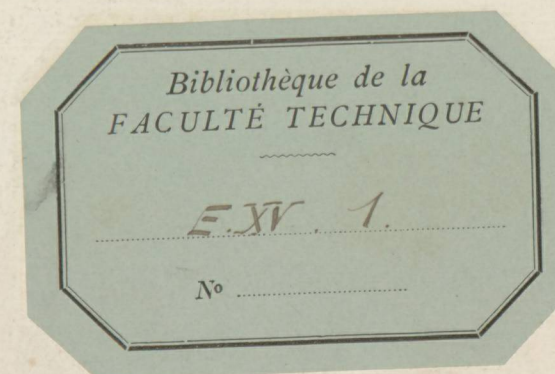 Bibliothèque de la
FACULTÉ TECHNIQUE
E. XV. 1.
Nº